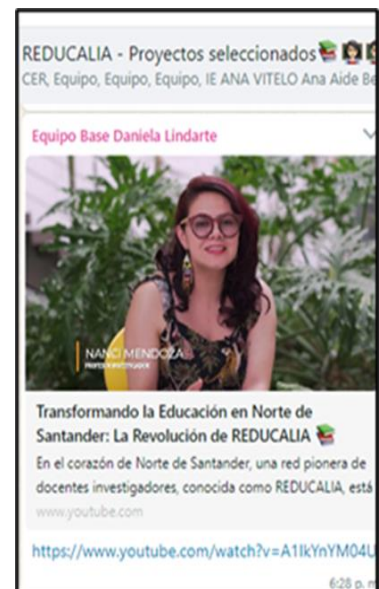 REDUCALIA - Proyectos seleccionados📚
CER, Equipo, Equipo, Equipo, IE ANA VITELO Ana Aide Be
Equipo Base Daniela Lindarte
NANCI MENDOZA
Transformando la Educación en Norte de
Santander: La Revolución de REDUCALIA 📚
En el corazón de Norte de Santander, una red pionera de
docentes investigadores, conocida como REDUCALIA, está
www.youtube.com
https://www.youtube.com/watch?v=A1IkYnYM04U
6:28 p. m